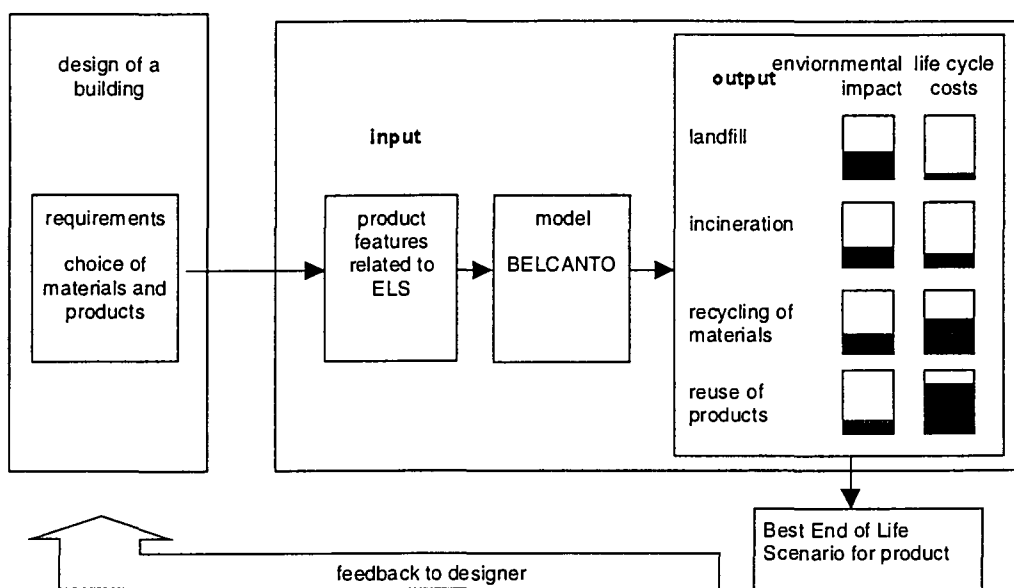 design of a
building
requirements
choice of
materials and
products
input
product
features
related to
ELS
model
BELCANTO
output
enviornmental
impact
life cycle
costs
landfill
incineration
recycling of
materials
reuse of
products
Best End of Life
Scenario for product
feedback to designer